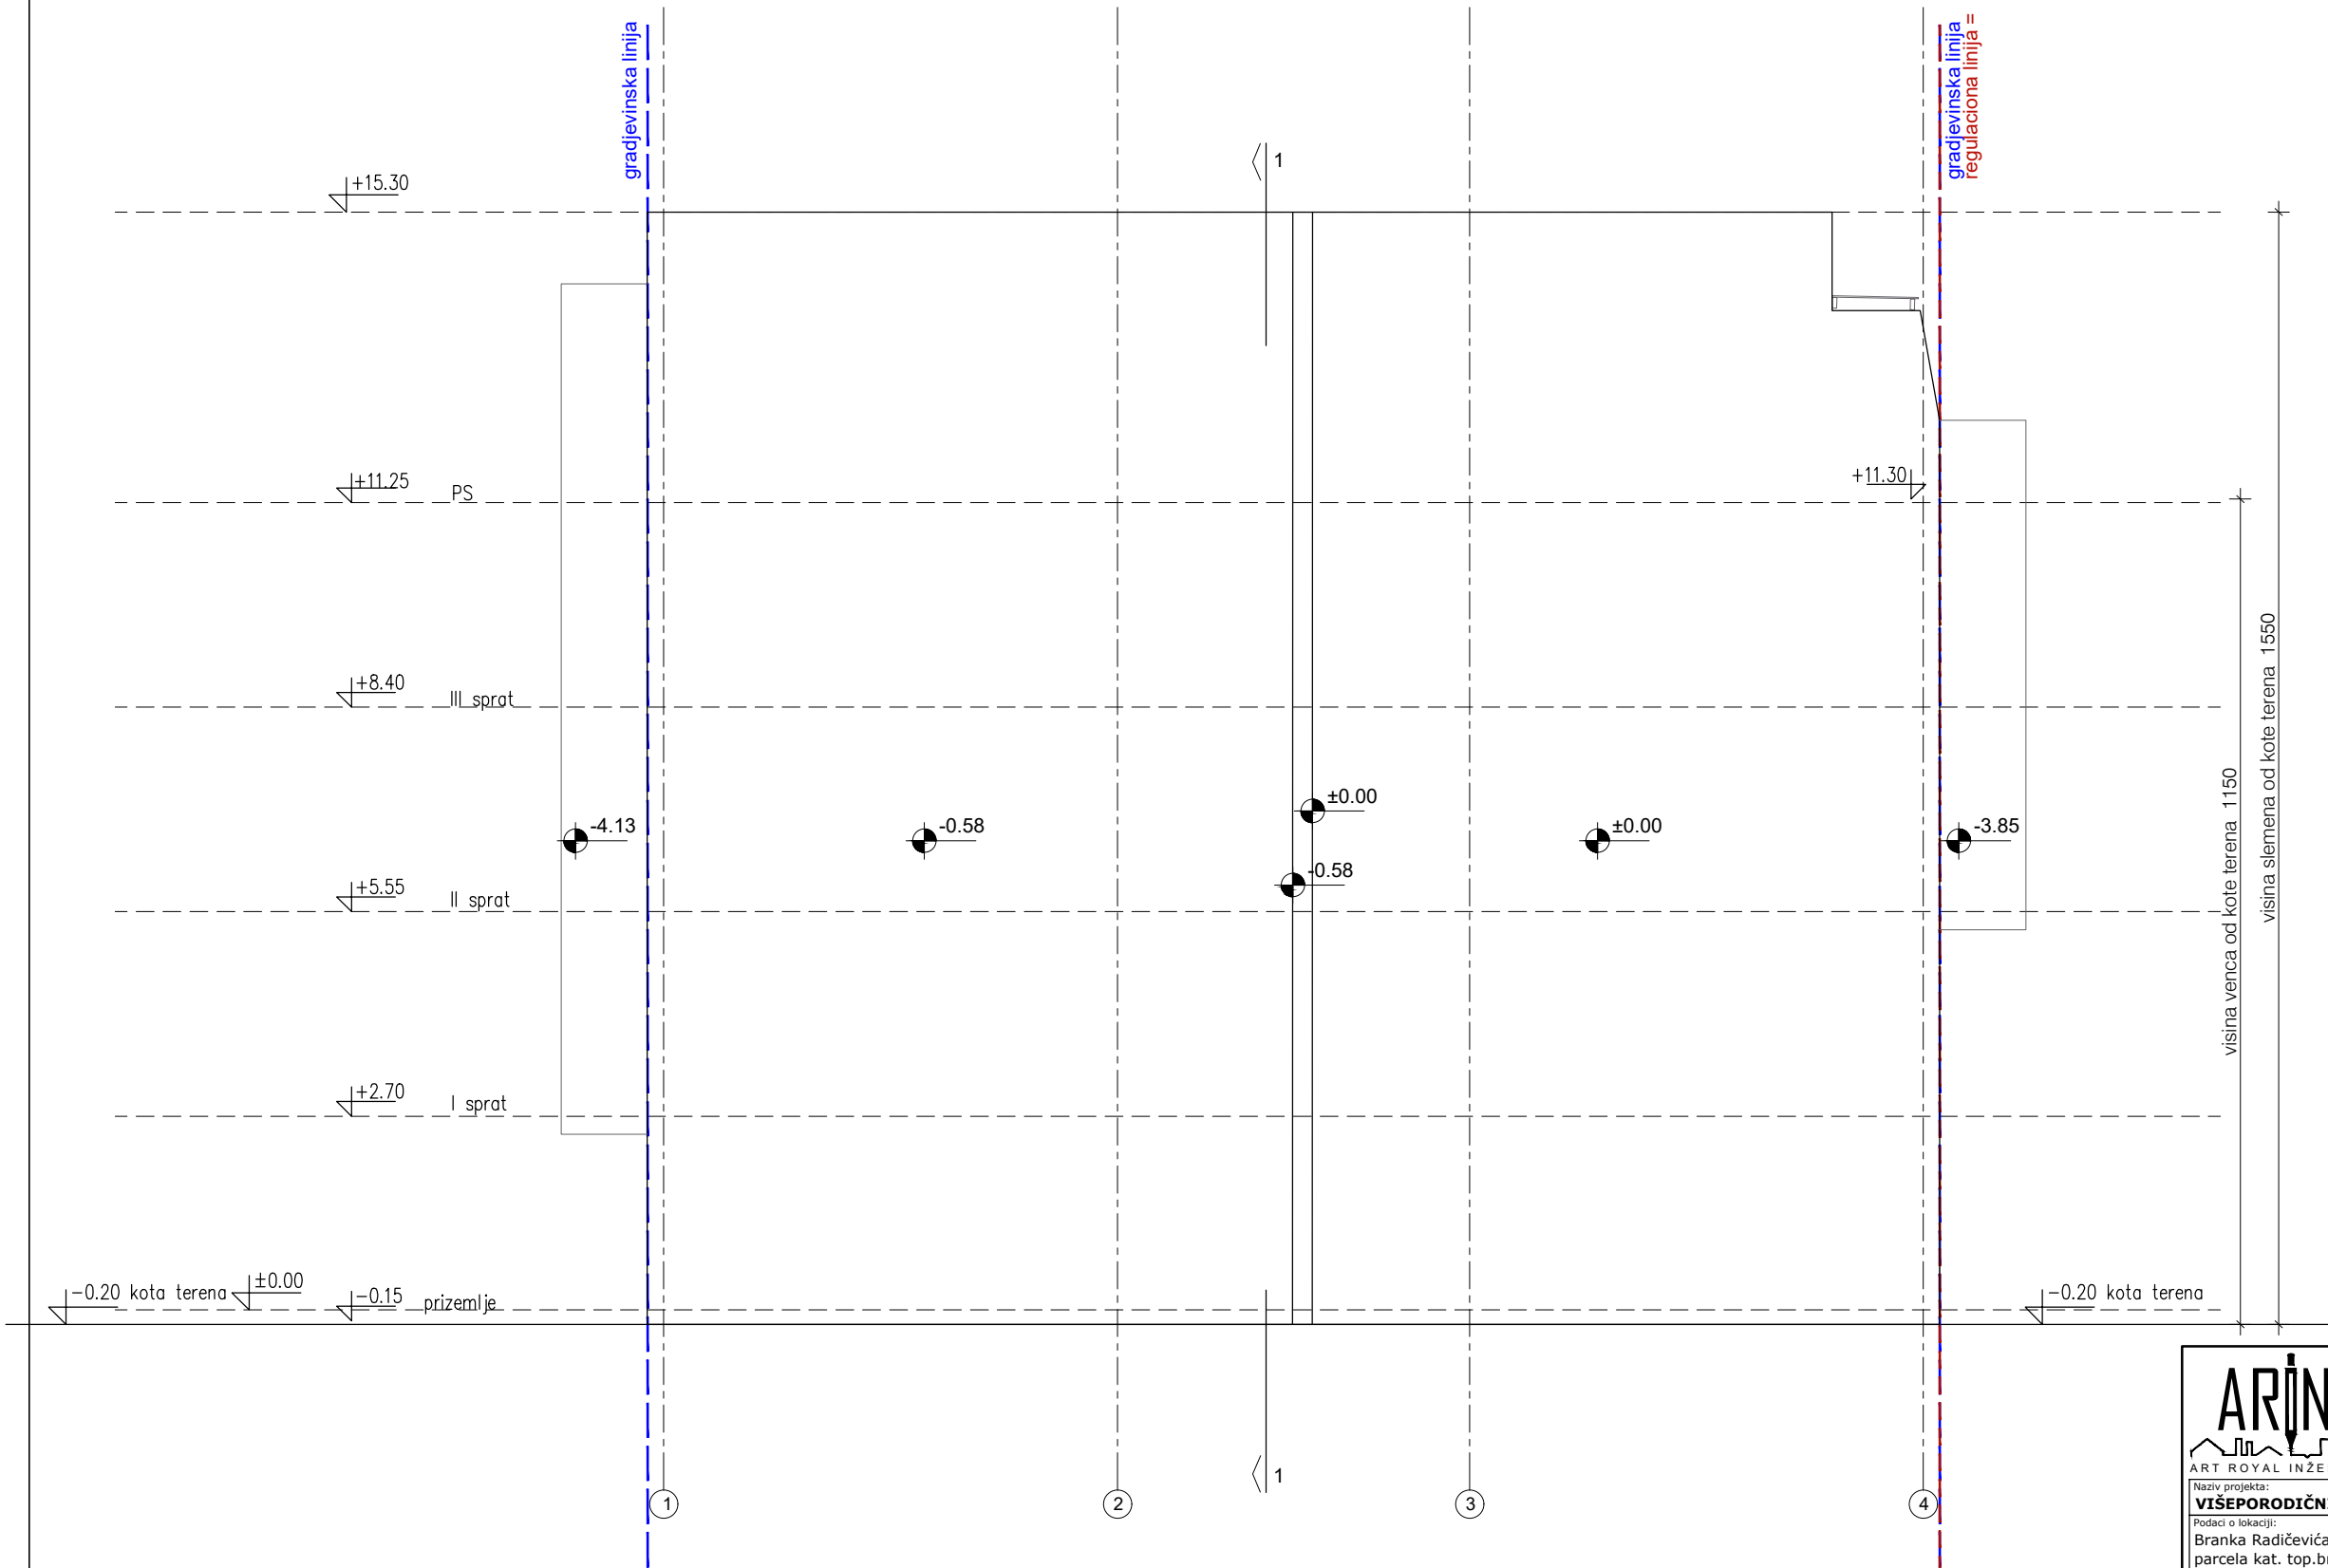 gradjevinska linija
gradjevinska linija
regulaciona linija =
1
+15.30
+11.25
PS
+11.30
+8.40
III sprat
-4.13
-0.58
±0.00
±0.00
-3.85
-0.58
+5.55
II sprat
+2.70
I sprat
visina venca od kote terena 1150
visina slemena od kote terena 1550
-0.20 kota terena
±0.00
-0.15
prizemlje
-0.20 kota terena
1
1
2
3
4
ARIN
ART ROYAL INŽE
Naziv projekta:
VIŠEPORODIČN
Podaci o lokaciji:
Branka Radičevića
parcela kat. top.br